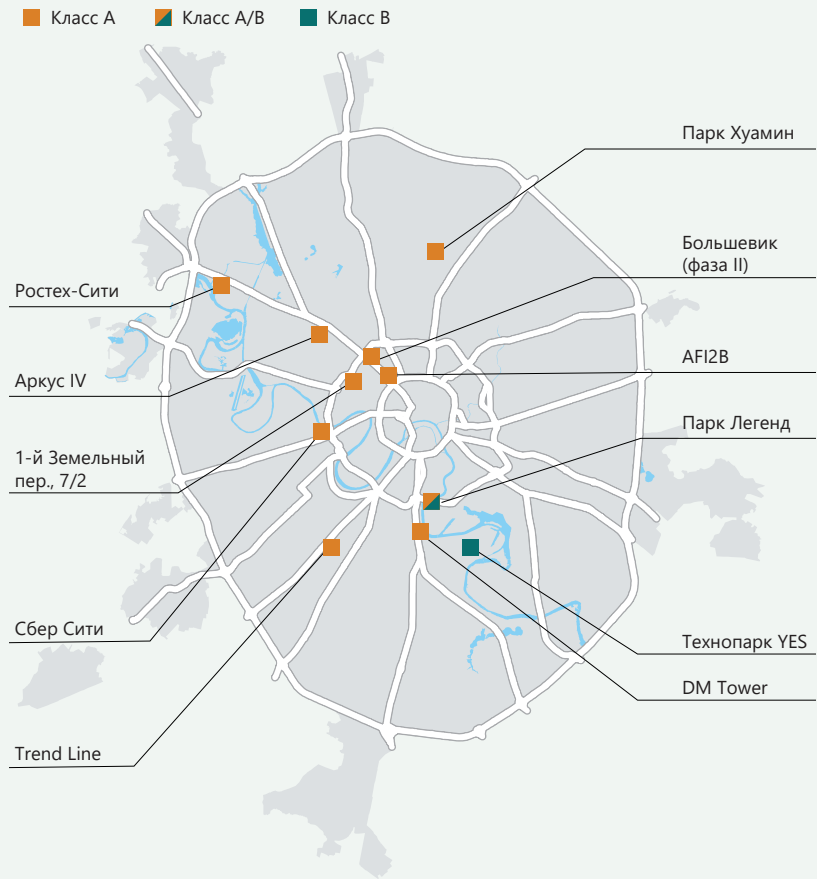 Класс А
Класс А/В
Класс В
Парк Хуамин
Большевик
(фаза II)
Ростех-Сити
AFI2B
Аркус IV
Парк Легенд
1-й Земельный
пер., 7/2
Сбер Сити
Технопарк YES
DM Tower
Trend Line